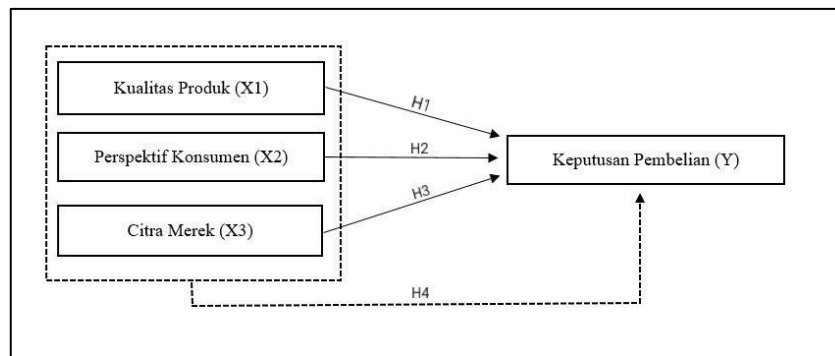 Kualitas Produk (X1)
H1
Perspektif Konsumen (X2)
H2
Keputusan Pembelian (Y)
H3
Citra Merek (X3)
H4